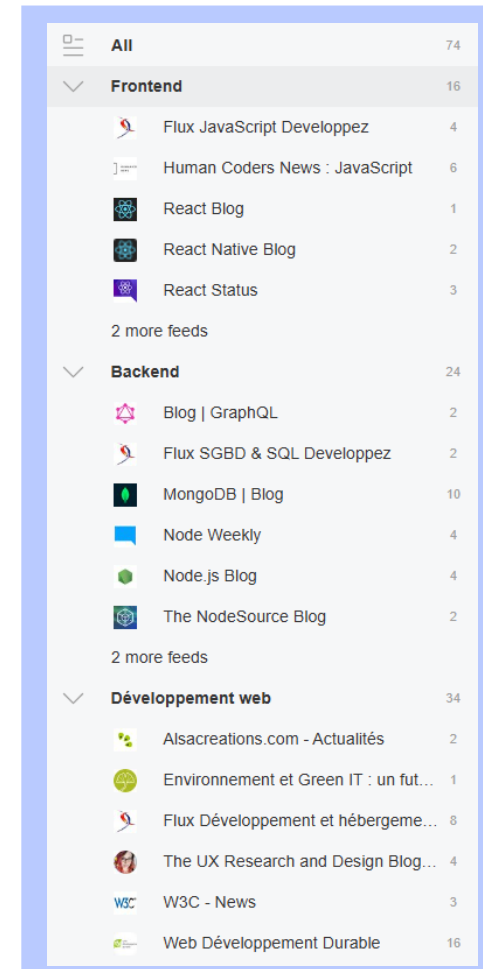 All 74
Frontend 16
Flux JavaScript Developpez 4
Human Coders News : JavaScript 6
React Blog 1
React Native Blog 2
React Status 3
2 more feeds
Backend 24
Blog | GraphQL 2
Flux SGBD & SQL Developpez 2
MongoDB | Blog 10
Node Weekly 4
Node.js Blog 4
The NodeSource Blog 2
2 more feeds
Développement web 34
Alsacreations.com - Actualités 2
Environnement et Green IT : un fut... 1
Flux Développement et hébergeme... 8
The UX Research and Design Blog... 4
W3C W3C - News 3
Web Développement Durable 16